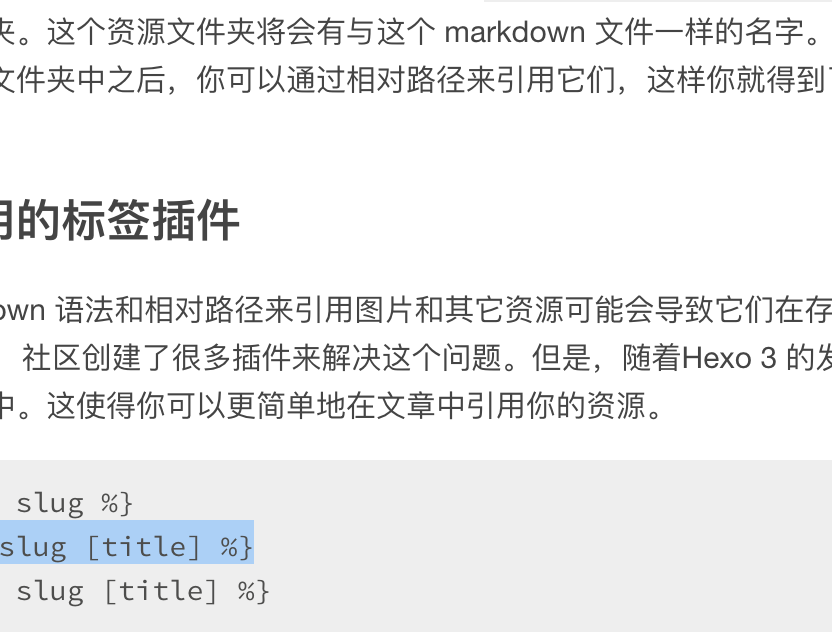 夹。这个资源文件夹将会有与这个 markdown 文件一样的名字。
文件夹中之后，你可以通过相对路径来引用它们，这样你就得到
用的标签插件
own 语法和相对路径来引用图片和其它资源可能会导致它们在存
社区创建了很多插件来解决这个问题。但是，随着Hexo 3 的发
中。这使得你可以更简单地在文章中引用你的资源。
slug %}
slug [title] %}
slug [title] %}